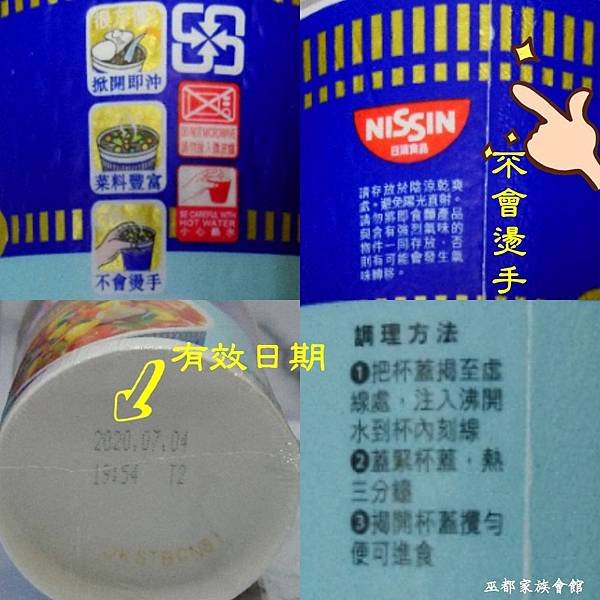 很方便
掀開即沖
菜料豐富
不會燙手
DO NOT MICROWAVE
請勿放入微波爐
BE CAREFUL WITH
HOT WATER
小心熱水
NISSIN
日清食品
請存放於陰涼乾爽
處。避免陽光直射。
請勿將即食麵產品
與含有強烈氣味的
物件一同存放，否
則有可能會發生氣
味轉移。
不會燙手
有效日期
2020.07.04
19:54 T2
調理方法
❶把杯蓋揭至虛
線處，注入沸開
水到杯內刻線
❷蓋緊杯蓋，熱
三分鐘
❸揭開杯蓋攪勻
便可進食
巫都家族會館